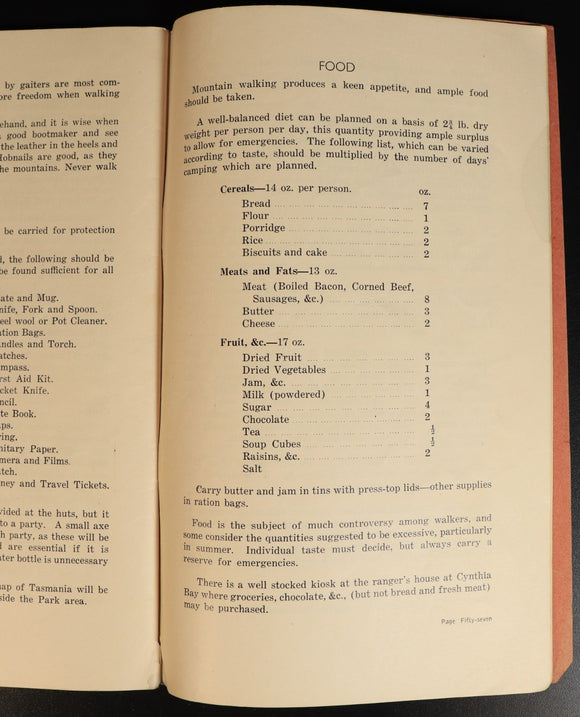 by gaiters are most com-
ore freedom when walking
ehand, and it is wise when
good bootmaker and see
the leather in the heels and
Hobnails are good, as they
he mountains. Never walk
be carried for protection
d, the following should be
be found sufficient for all
ate and Mug.
nife, Fork and Spoon.
eel wool or Pot Cleaner.
ation Bags.
andles and Torch.
atches.
mpass.
rst Aid Kit.
cket Knife.
ncil.
te Book.
aps.
ring.
nitary Paper.
amera and Films.
atch.
ney and Travel Tickets.
vided at the huts, but it
to a party. A small axe
h party, as these will be
d are essential if it is
ater bottle is unnecessary
map of Tasmania will be
side the Park area.
FOOD
Mountain walking produces a keen appetite, and ample food
should be taken.
A well-balanced diet can be planned on a basis of 2¾ lb. dry
weight per person per day, this quantity providing ample surplus
to allow for emergencies. The following list, which can be varied
according to taste, should be multiplied by the number of days'
camping which are planned.
Cereals—14 oz. per person. oz.
Bread 7
Flour 1
Porridge 2
Rice 2
Biscuits and cake 2
Meats and Fats—13 oz.
Meat (Boiled Bacon, Corned Beef,
Sausages, &c.) 8
Butter 3
Cheese 2
Fruit, &c.—17 oz.
Dried Fruit 3
Dried Vegetables 1
Jam, &c. 3
Milk (powdered) 1
Sugar 4
Chocolate 2
Tea ½
Soup Cubes ½
Raisins, &c. 2
Salt
Carry butter and jam in tins with press-top lids—other supplies
in ration bags.
Food is the subject of much controversy among walkers, and
some consider the quantities suggested to be excessive, particularly
in summer. Individual taste must decide, but always carry a
reserve for emergencies.
There is a well stocked kiosk at the ranger's house at Cynthia
Bay where groceries, chocolate, &c., (but not bread and fresh meat)
may be purchased.
Page Fifty-seven